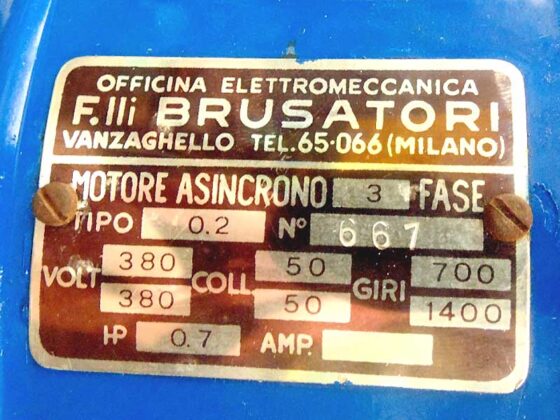 OFFICINA ELETTROMECCANICA
F.lli BRUSATORI
VANZAGHELLO TEL.65-066 (MILANO)
MOTORE ASINCRONO 3 FASE
TIPO 0.2 N° 667
VOLT 380 COLL. 50 GIRI 700
380 50 1400
HP 0.7 AMP.